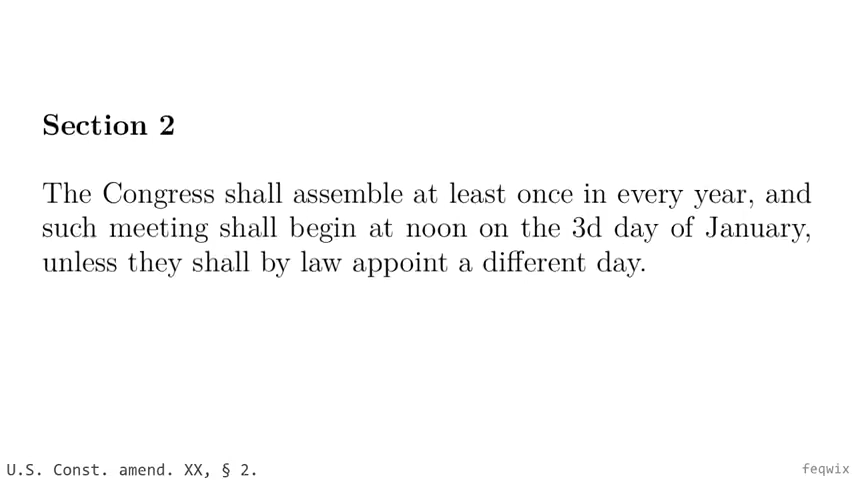 Section 2
The Congress shall assemble at least once in every year, and
such meeting shall begin at noon on the 3d day of January,
unless they shall by law appoint a different day.
U.S. Const. amend. XX, § 2.
feqwix